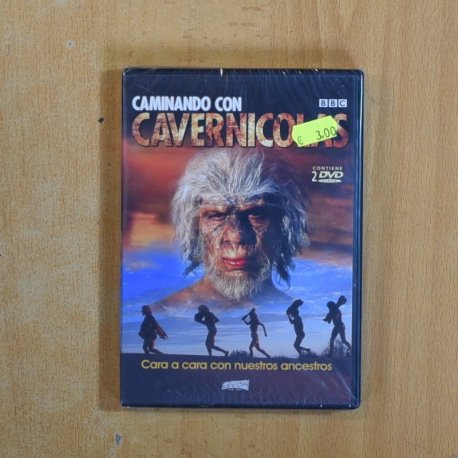 CAMINANDO CON
BBC
CAVERNICOLAS
€ 3,00
CONTIENE
2 DVD
Cara a cara con nuestros ancestros